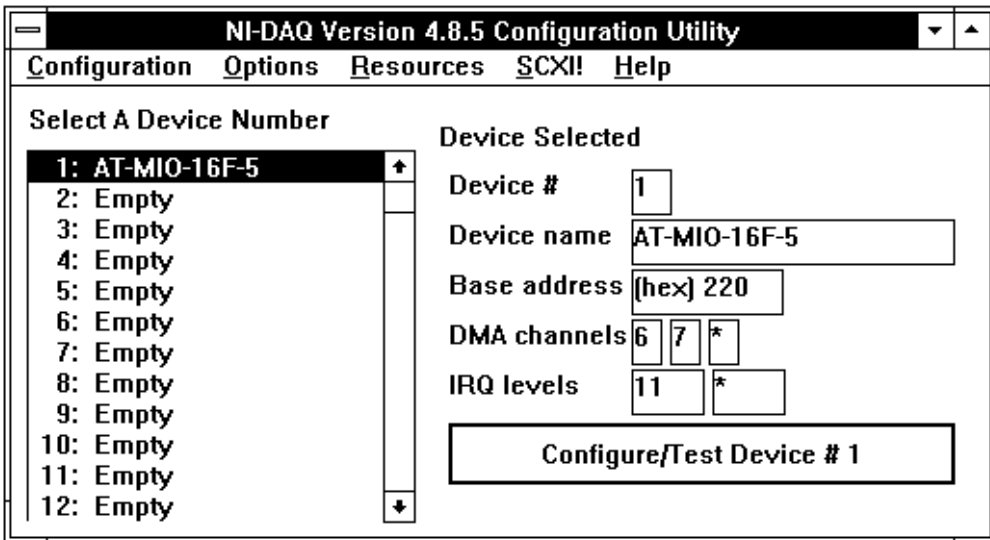 NI-DAQ Version 4.8.5 Configuration Utility
Configuration Options Resources SCXI! Help
Select A Device Number
1: AT-MIO-16F-5
2: Empty
3: Empty
4: Empty
5: Empty
6: Empty
7: Empty
8: Empty
9: Empty
10: Empty
11: Empty
12: Empty
Device Selected
Device # 1
Device name AT-MIO-16F-5
Base address (hex) 220
DMA channels 6 7 *
IRQ levels 11 *
Configure/Test Device # 1